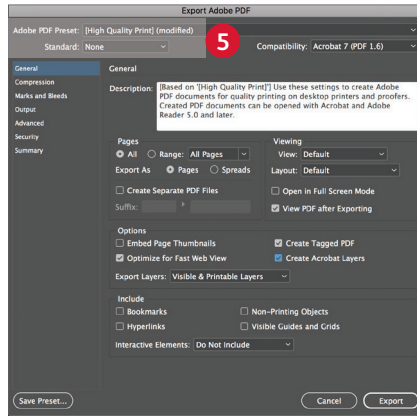 Export Adobe PDF
Adobe PDF Preset: [High Quality Print] (modified)
Standard: None
5
Compatibility: Acrobat 7 (PDF 1.6)
General
Compression
Marks and Bleeds
Output
Advanced
Security
Summary
General
Description: [Based on '[High Quality Print]'] Use these settings to create Adobe
PDF documents for quality printing on desktop printers and proofers.
Created PDF documents can be opened with Acrobat and Adobe
Reader 5.0 and later.
Pages
All Range: All Pages
Export As Pages Spreads
Create Separate PDF Files
Suffix:
Viewing
View: Default
Layout: Default
Open in Full Screen Mode
View PDF after Exporting
Options
Embed Page Thumbnails Create Tagged PDF
Optimize for Fast Web View Create Acrobat Layers
Export Layers: Visible & Printable Layers
Include
Bookmarks Non-Printing Objects
Hyperlinks Visible Guides and Grids
Interactive Elements: Do Not Include
Save Preset... Cancel Export